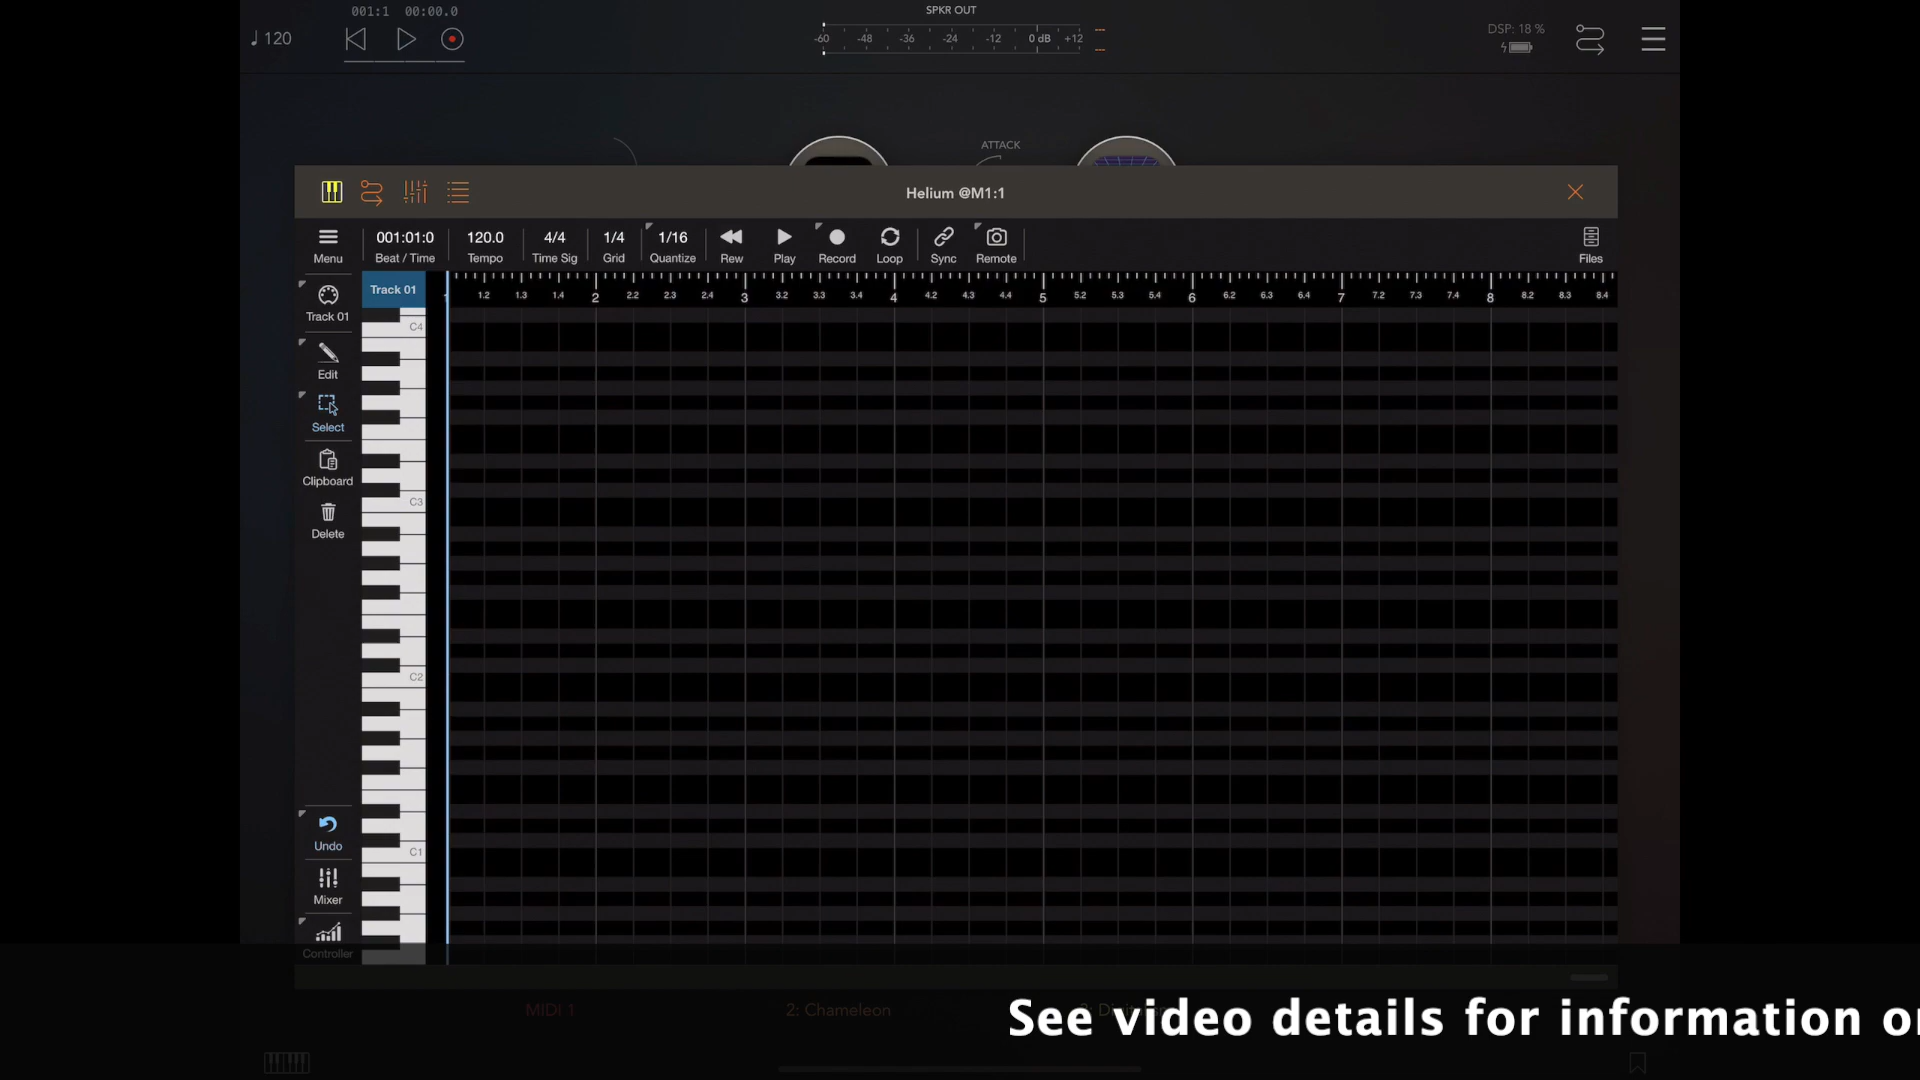 001:1 00:00.0
SPKR OUT
♩ 120
-60 -48 -36 -24 -12 0 dB +12
DSP: 18 %
ATTACK
Helium @M1:1
001:01:0 120.0 4/4 1/4 1/16
Menu Beat / Time Tempo Time Sig Grid Quantize Rew Play Record Loop Sync Remote Files
Track 01
1 1.2 1.3 1.4 2 2.2 2.3 2.4 3 3.2 3.3 3.4 4 4.2 4.3 4.4 5 5.2 5.3 5.4 6 6.2 6.3 6.4 7 7.2 7.3 7.4 8 8.2 8.3 8.4
Track 01
C4
Edit
Select
Clipboard
C3
Delete
C2
Undo
C1
Mixer
Controller
MIDI 1
2: Chameleon
See video details for information o